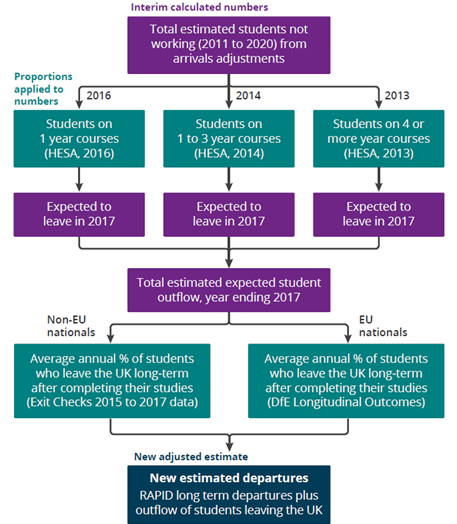 Interim calculated numbers
Total estimated students not
working (2011 to 2020) from
arrivals adjustments
Proportions
applied to
numbers
2016
2014
2013
Students on
1 year courses
(HESA, 2016)
Students on
1 to 3 year courses
(HESA, 2014)
Students on 4 or
more year courses
(HESA, 2013)
Expected to
leave in 2017
Expected to
leave in 2017
Expected to
leave in 2017
Total estimated expected student
outflow, year ending 2017
Non-EU
nationals
EU
nationals
Average annual % of students
who leave the UK long-term
after completing their studies
(Exit Checks 2015 to 2017 data)
Average annual % of students
who leave the UK long-term
after completing their studies
(DfE Longitudinal Outcomes)
New adjusted estimate
New estimated departures
RAPID long term departures plus
outflow of students leaving the UK